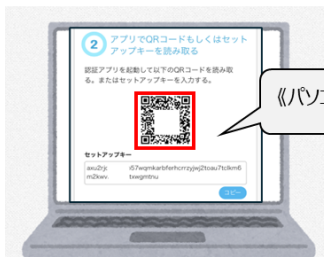 2 アプリでQRコードもしくはセット
アップキーを読み取る
認証アプリを起動して以下のQRコードを読み取
る。またはセットアップキーを入力する。
《パソコ
セットアップキー
コピー